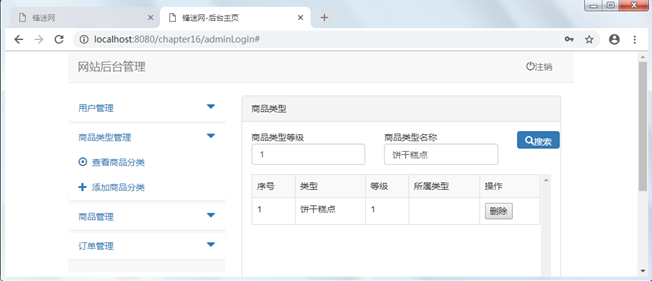 锋迷网
锋迷网-后台主页
localhost:8080/chapter16/adminLogin#
网站后台管理
注销
用户管理
商品类型管理
查看商品分类
添加商品分类
商品管理
订单管理
商品类型
商品类型等级 商品类型名称
1 饼干糕点 搜索
序号 类型 等级 所属类型 操作
1 饼干糕点 1 删除